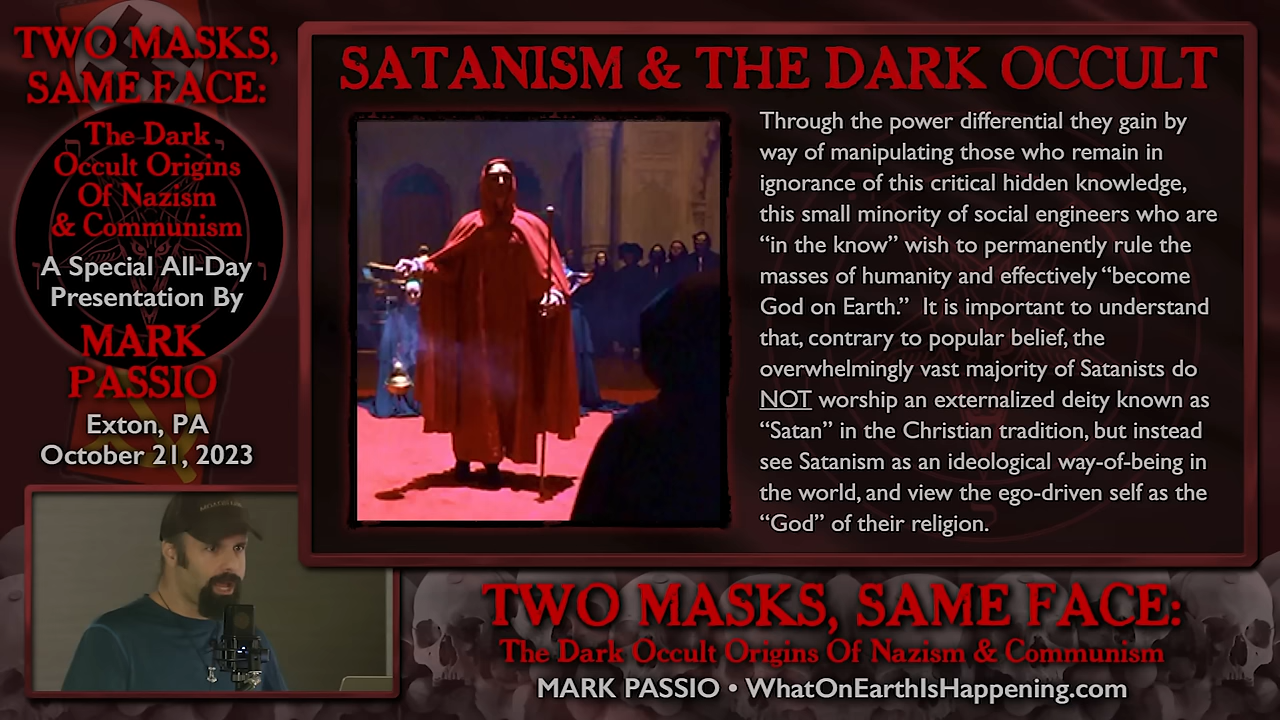 TWO MASKS,
SAME FACE:
The Dark
Occult Origins
Of Nazism
& Communism
A Special All-Day
Presentation By
MARK
PASSIO
Exton, PA
October 21, 2023
SATANISM & THE DARK OCCULT
Through the power differential they gain by
way of manipulating those who remain in
ignorance of this critical hidden knowledge,
this small minority of social engineers who are
“in the know” wish to permanently rule the
masses of humanity and effectively “become
God on Earth.”  It is important to understand
that, contrary to popular belief, the
overwhelmingly vast majority of Satanists do
NOT worship an externalized deity known as
“Satan” in the Christian tradition, but instead
see Satanism as an ideological way-of-being in
the world, and view the ego-driven self as the
“God” of their religion.
TWO MASKS, SAME FACE:
The Dark Occult Origins Of Nazism & Communism
MARK PASSIO • WhatOnEarthIsHappening.com